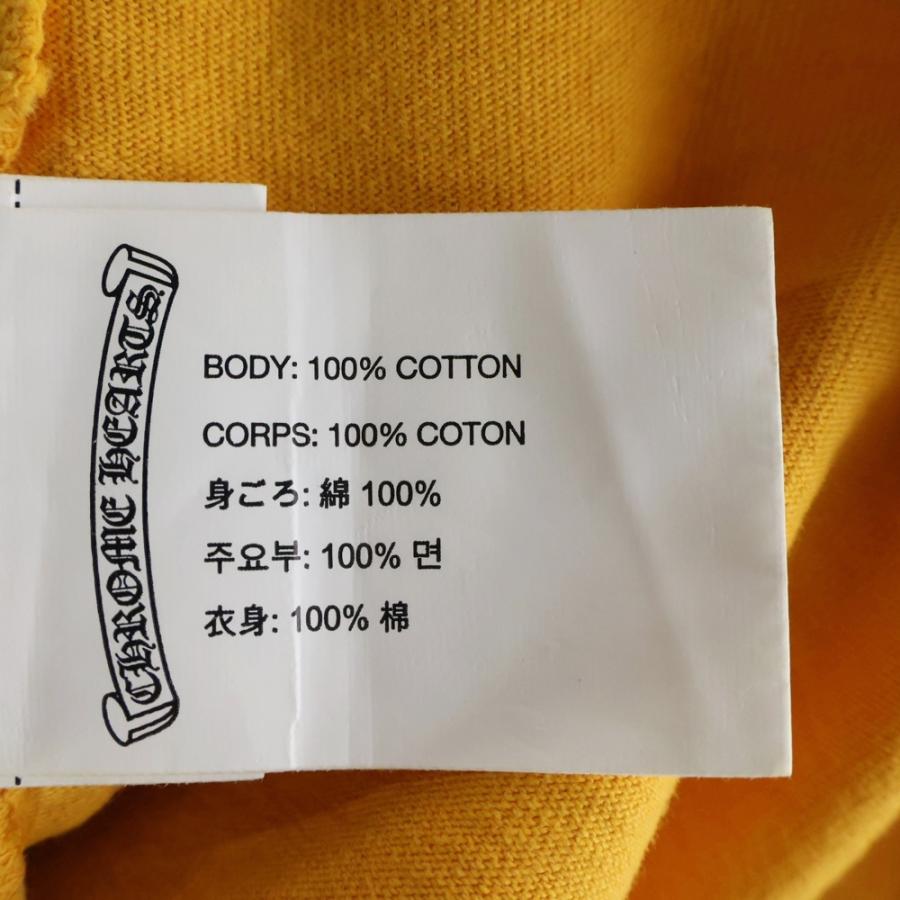 CHROME HEARTS
BODY: 100% COTTON
CORPS: 100% COTON
身ごろ: 綿 100%
주요부: 100% 면
衣身: 100% 棉